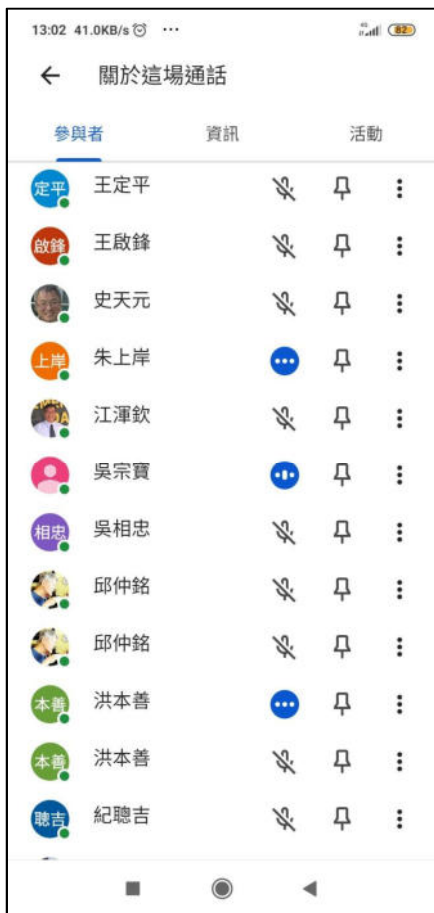 13:02 41.0KB/s ...
4G 82
關於這場通話
參與者 資訊 活動
定平 王定平
啟鋒 王啟鋒
史天元
上岸 朱上岸
江渾欽
吳宗寶
相忠 吳相忠
邱仲銘
邱仲銘
本善 洪本善
本善 洪本善
聰吉 紀聰吉